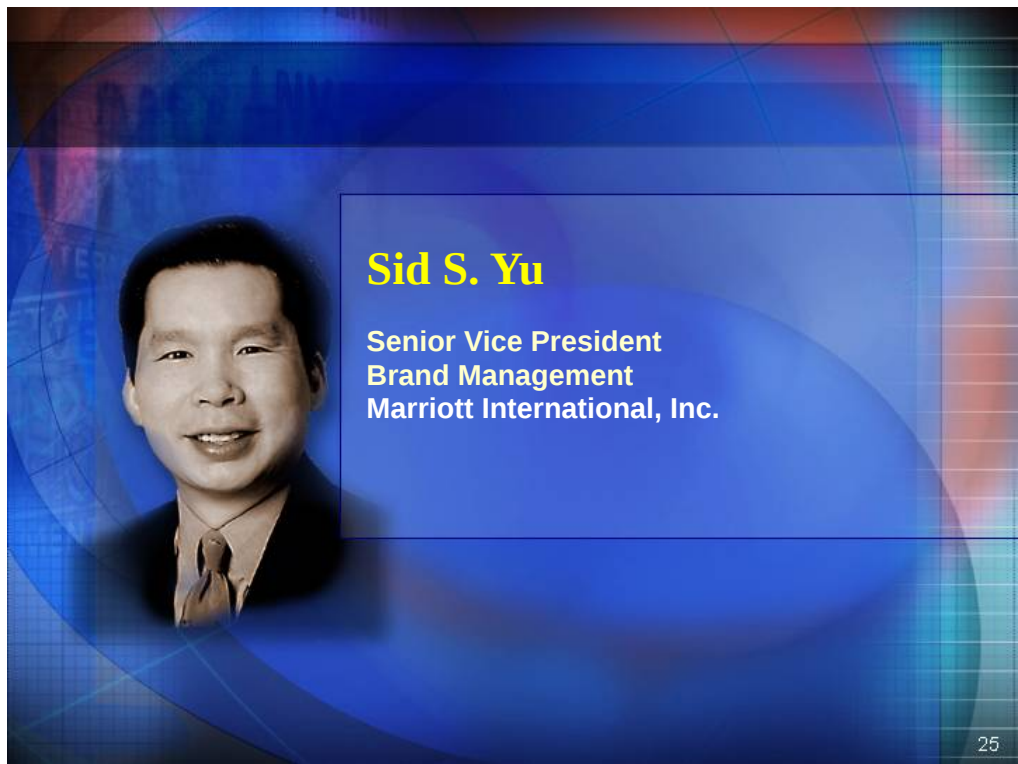 Sid S. Yu
Senior Vice President
Brand Management
Marriott International, Inc.
25